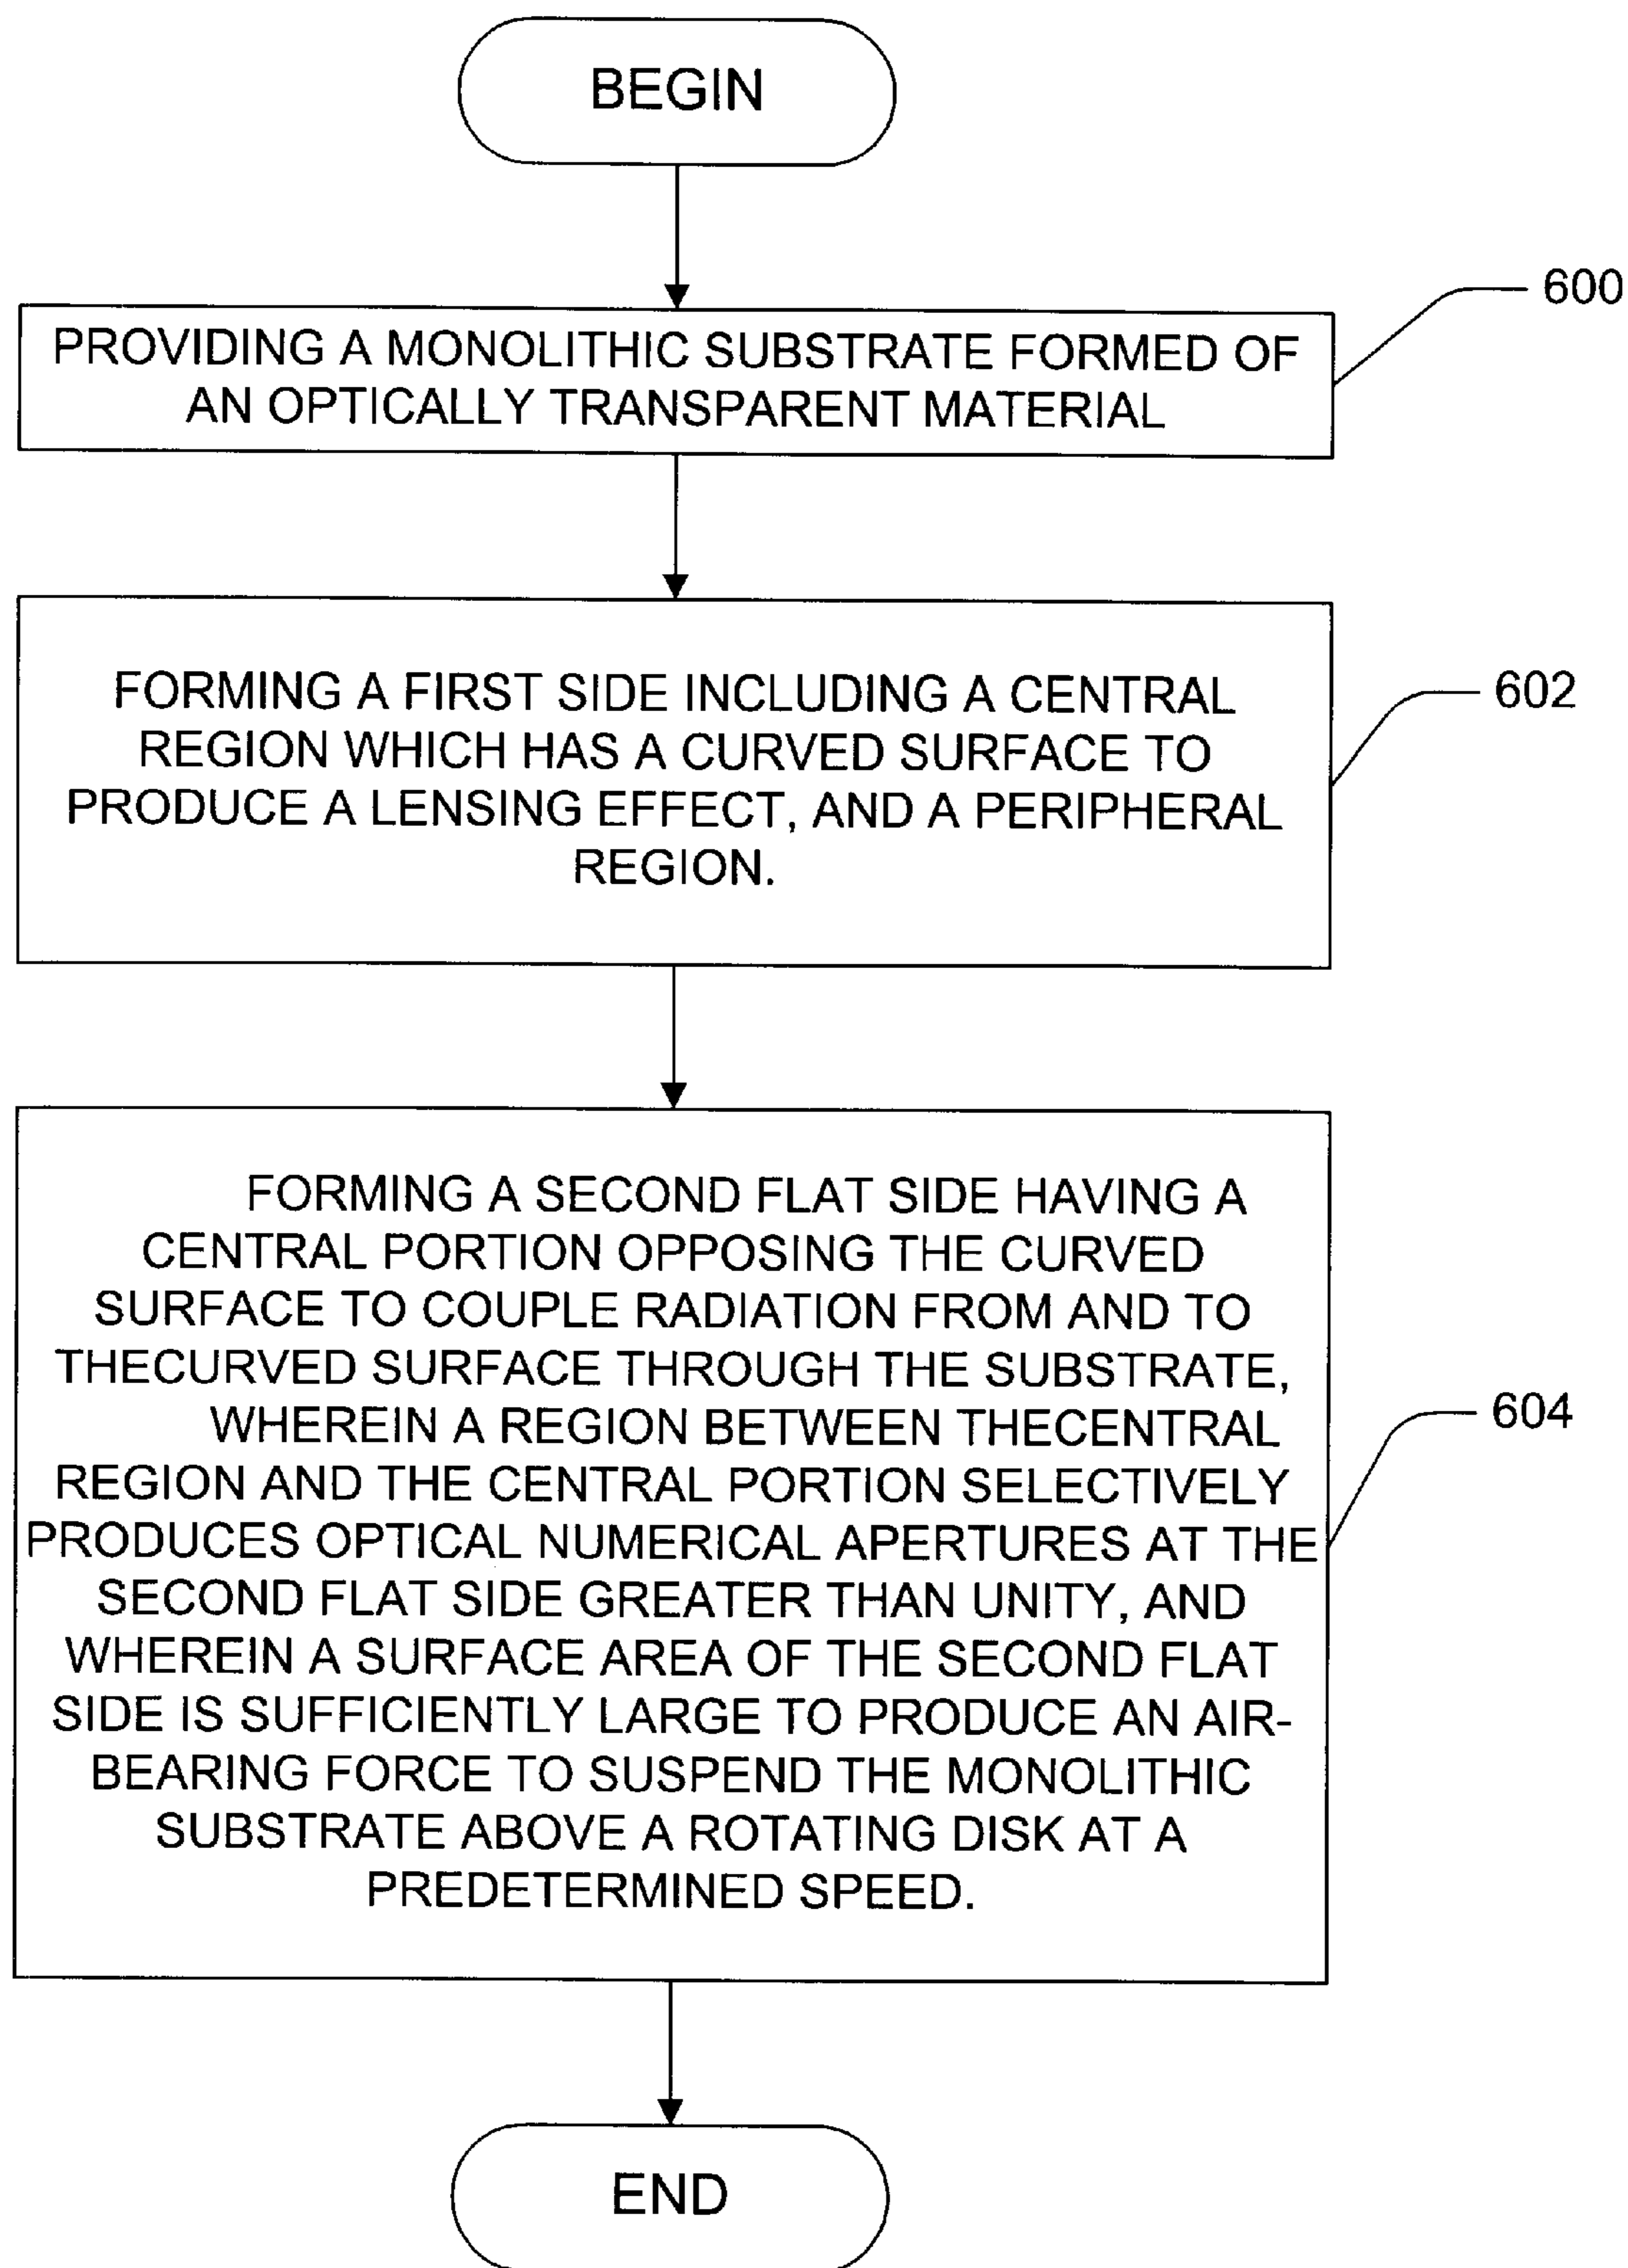 BEGIN
600
PROVIDING A MONOLITHIC SUBSTRATE FORMED OF
AN OPTICALLY TRANSPARENT MATERIAL
602
FORMING A FIRST SIDE INCLUDING A CENTRAL
REGION WHICH HAS A CURVED SURFACE TO
PRODUCE A LENSING EFFECT, AND A PERIPHERAL
REGION.
604
FORMING A SECOND FLAT SIDE HAVING A
CENTRAL PORTION OPPOSING THE CURVED
SURFACE TO COUPLE RADIATION FROM AND TO
THECURVED SURFACE THROUGH THE SUBSTRATE,
WHEREIN A REGION BETWEEN THECENTRAL
REGION AND THE CENTRAL PORTION SELECTIVELY
PRODUCES OPTICAL NUMERICAL APERTURES AT THE
SECOND FLAT SIDE GREATER THAN UNITY, AND
WHEREIN A SURFACE AREA OF THE SECOND FLAT
SIDE IS SUFFICIENTLY LARGE TO PRODUCE AN AIR-
BEARING FORCE TO SUSPEND THE MONOLITHIC
SUBSTRATE ABOVE A ROTATING DISK AT A
PREDETERMINED SPEED.
END